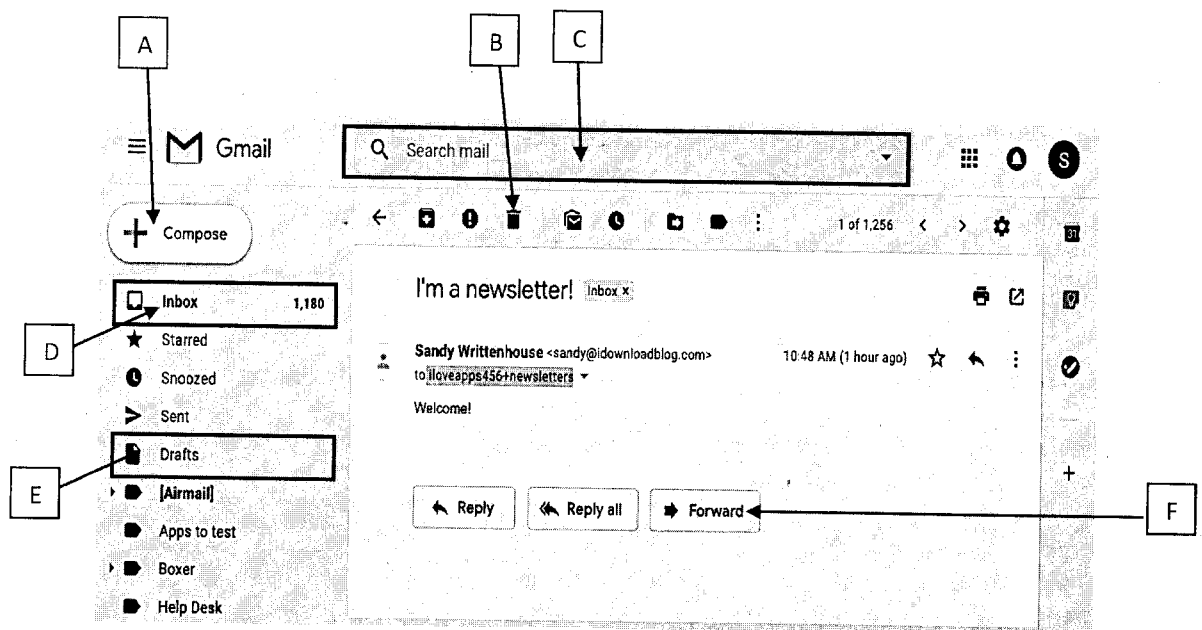 A
B
C
Gmail
Search mail
S
Compose
1 of 1,256
31
I'm a newsletter! Inbox ×
Inbox 1,180
D
Starred
Sandy Writtenhouse <sandy@idownloadblog.com> 10:48 AM (1 hour ago)
to iloveapps456+newsletters
Snoozed
Welcome!
Sent
Drafts
E
[Airmail]
Reply
Reply all
Forward
F
Apps to test
Boxer
Help Desk